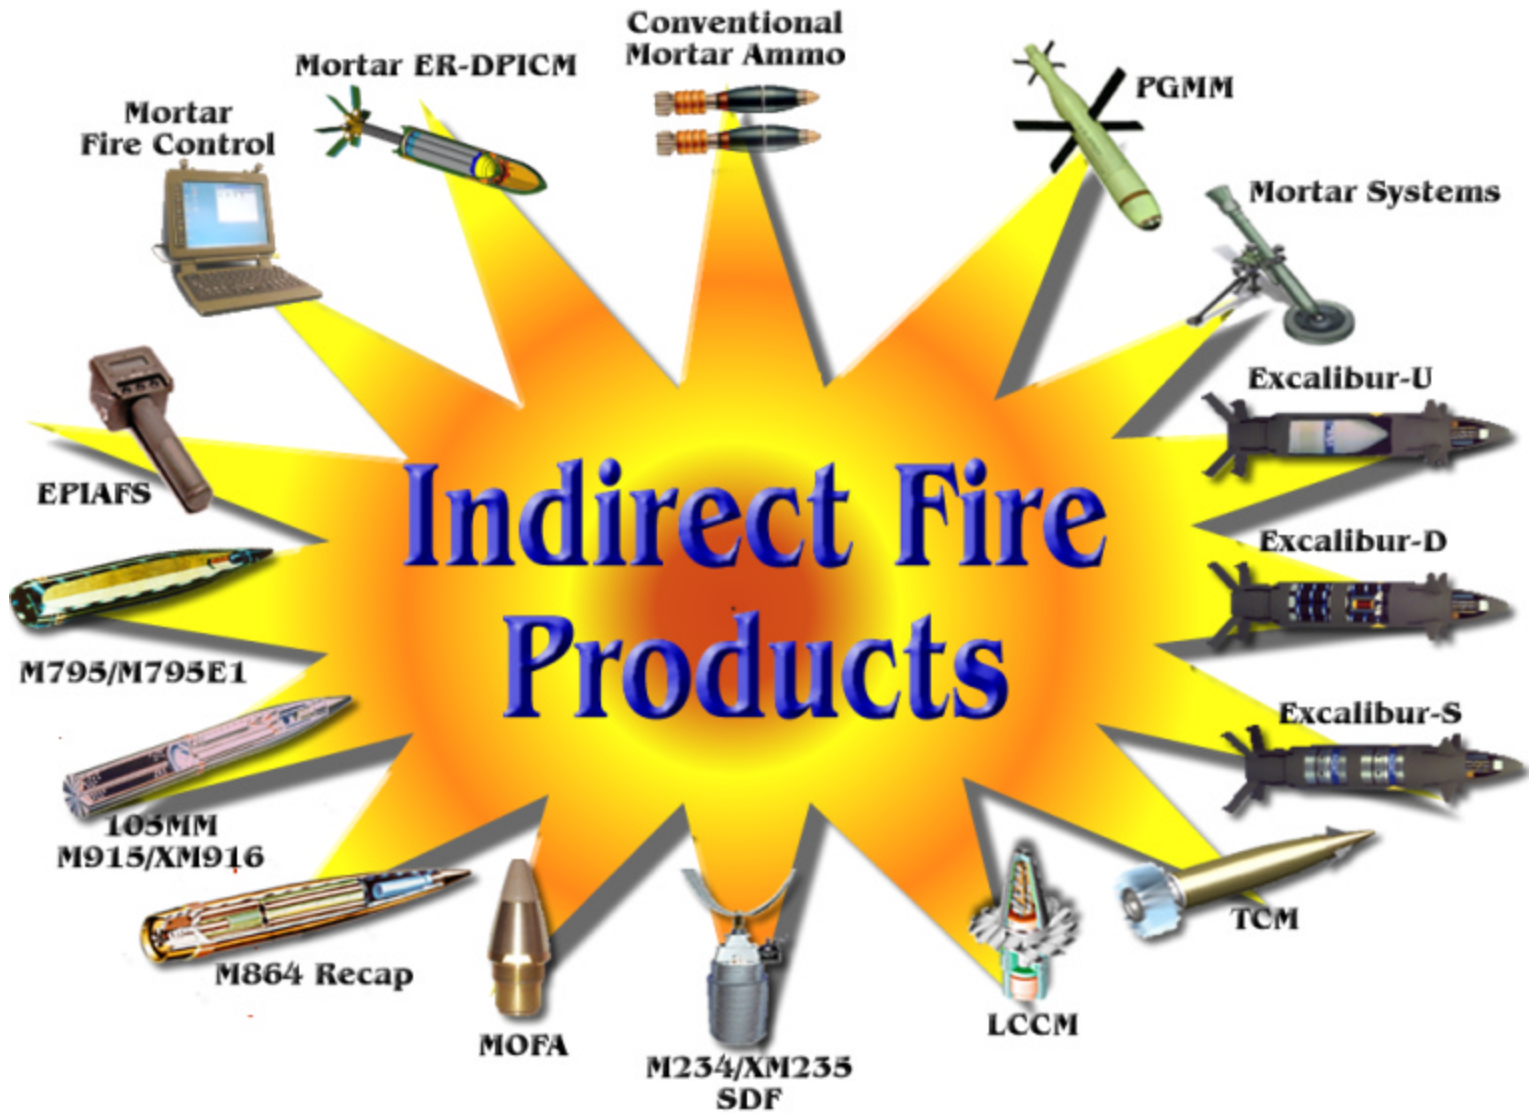 Conventional
Mortar Ammo
Mortar ER-DPICM
PGMM
Mortar
Fire Control
Mortar Systems
Excalibur-U
EPIAFS
Indirect Fire
Products
Excalibur-D
M795/M795E1
Excalibur-S
105MM
M915/XM916
TCM
M864 Recap
LCCM
MOFA
M234/XM235
SDF